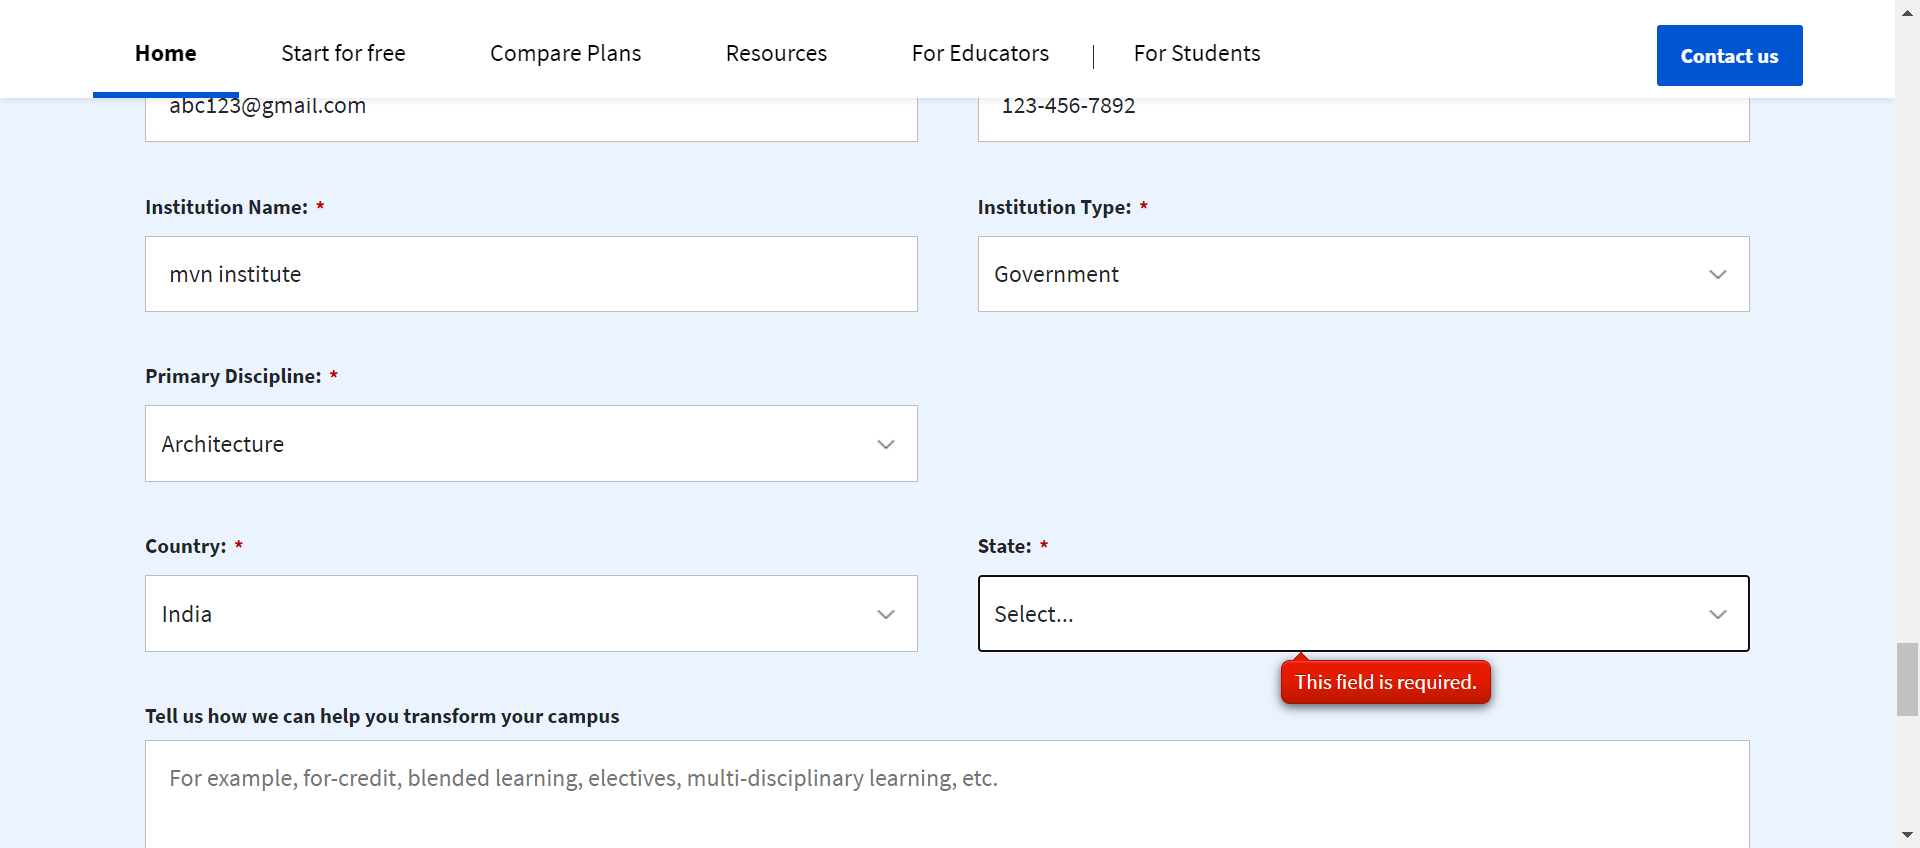 Home Start for free Compare Plans Resources For Educators | For Students Contact us
abc123@gmail.com 123-456-7892
Institution Name: * Institution Type: *
mvn institute Government
Primary Discipline: *
Architecture
Country: * State: *
India Select...
This field is required.
Tell us how we can help you transform your campus
For example, for-credit, blended learning, electives, multi-disciplinary learning, etc.